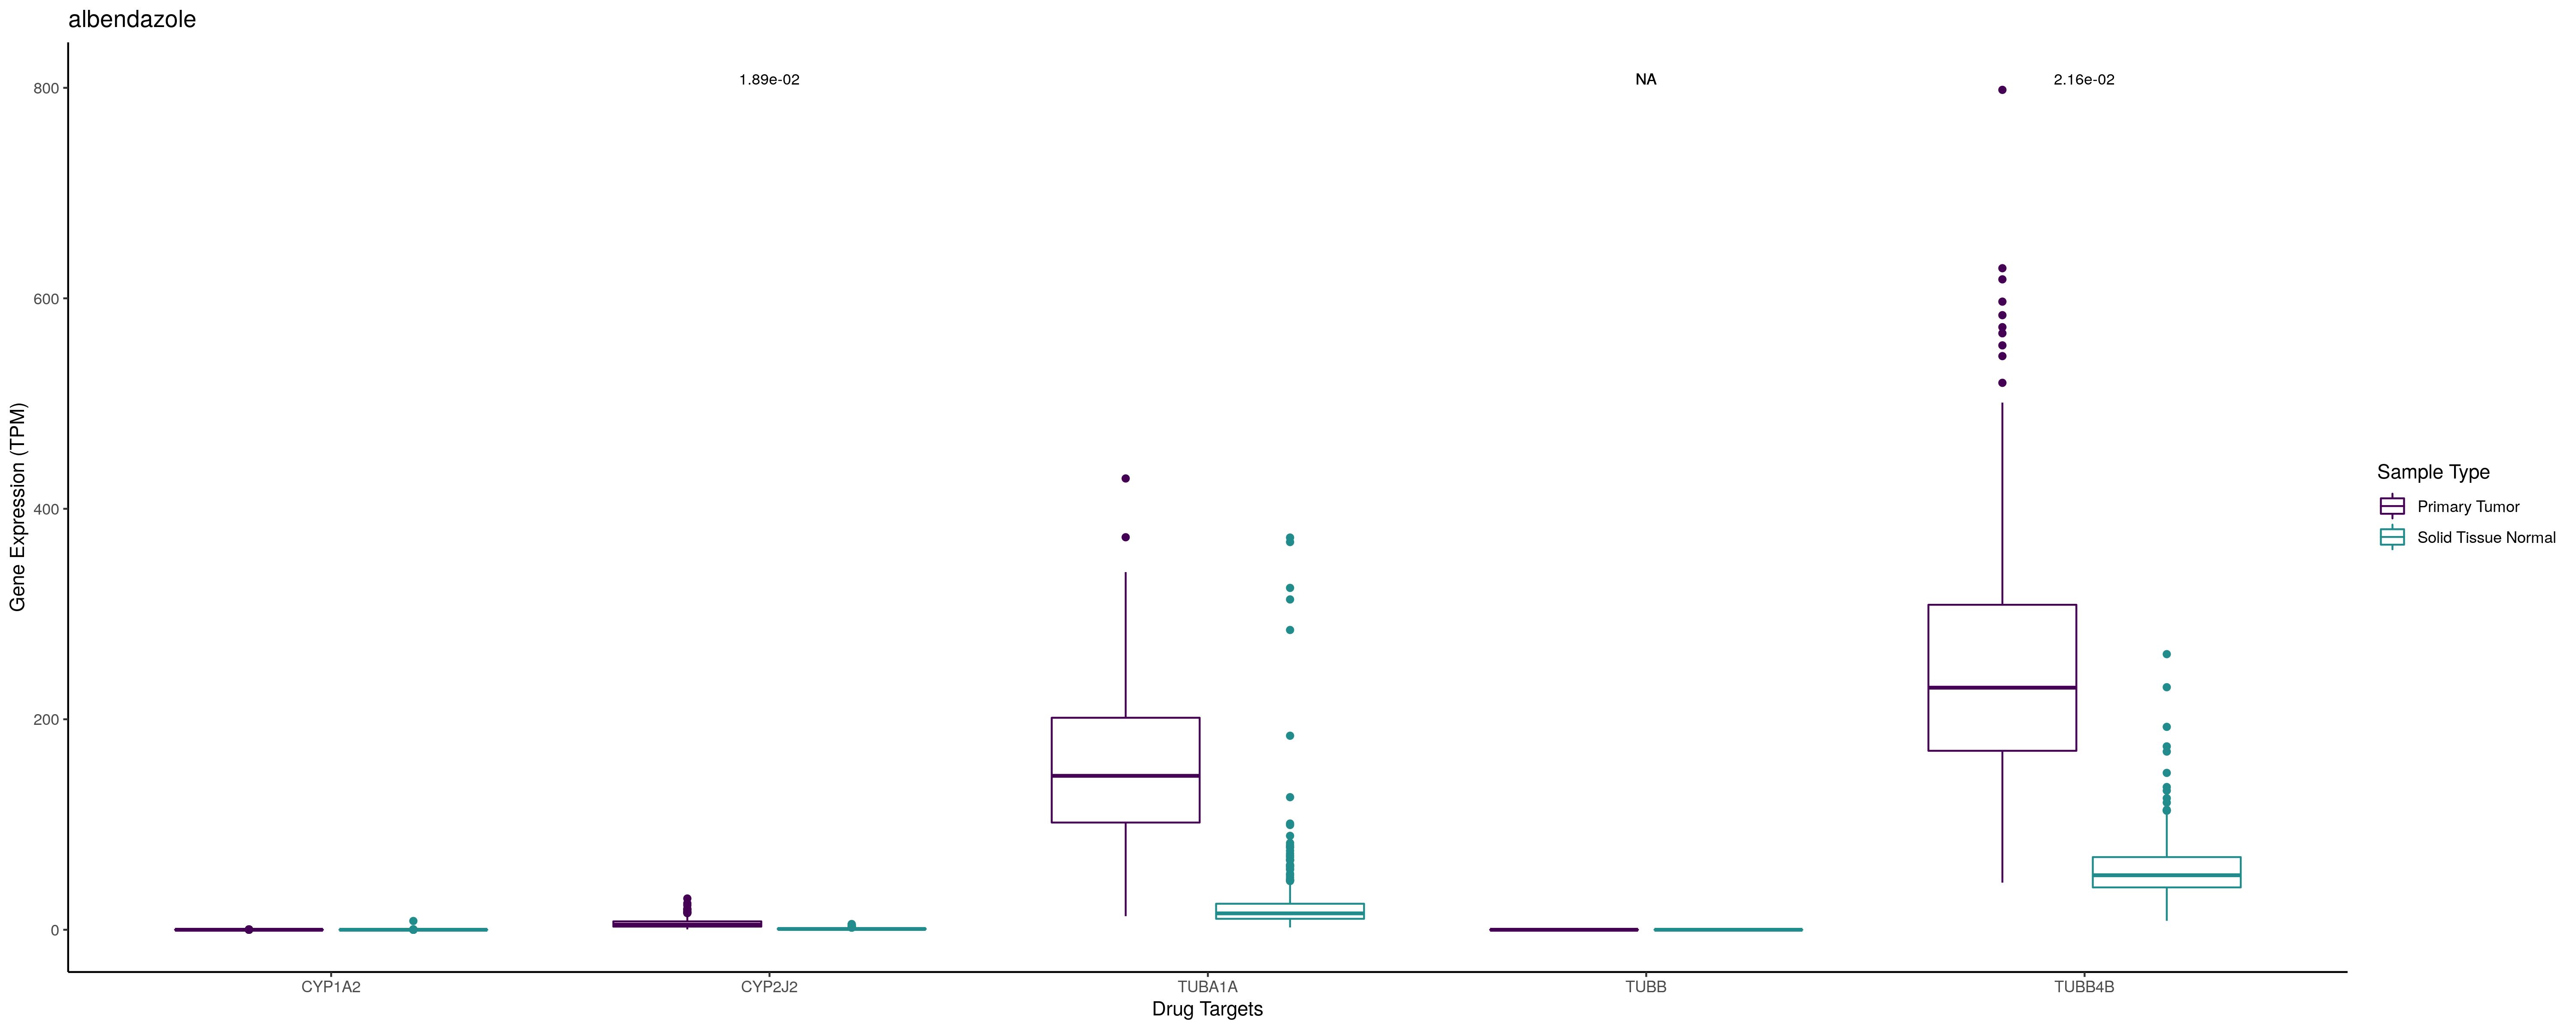 albendazole
1.89e-02
NA
2.16e-02
800
600
400
200
0
Gene Expression (TPM)
CYP1A2
CYP2J2
TUBA1A
TUBB
TUBB4B
Drug Targets
Sample Type
Primary Tumor
Solid Tissue Normal